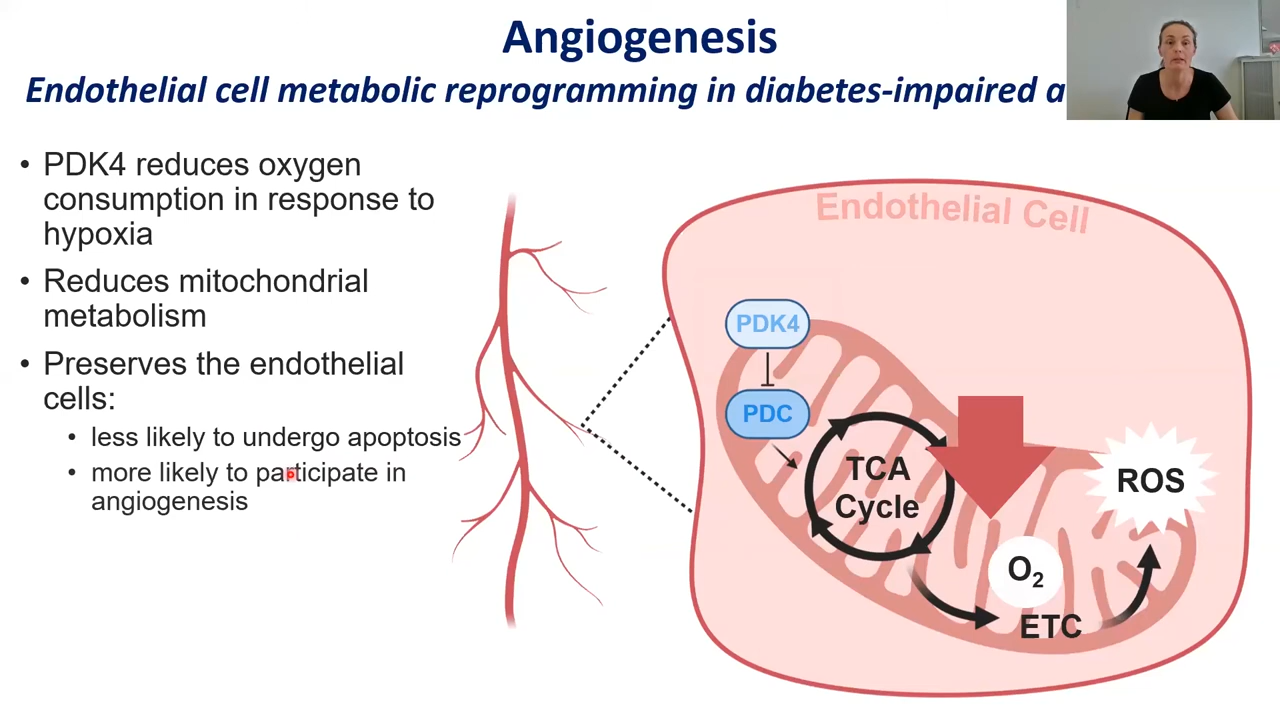 Angiogenesis
Endothelial cell metabolic reprogramming in diabetes-impaired a
• PDK4 reduces oxygen
consumption in response to
hypoxia
• Reduces mitochondrial
metabolism
• Preserves the endothelial
cells:
• less likely to undergo apoptosis
• more likely to participate in
angiogenesis
Endothelial Cell
PDK4
PDC
TCA
Cycle
O₂
ETC
ROS